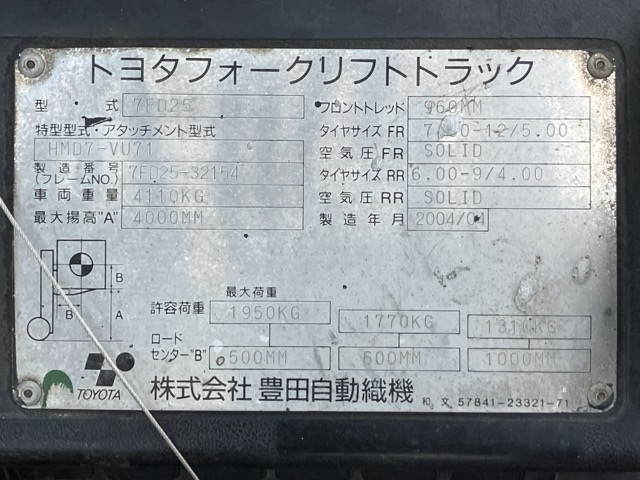 トヨタフォークリフトトラック
型 式 7FD25
特型型式・アタッチメント型式
HMD7-VU71
製造番号
(フレームNO.) 7FD25-32154
車両重量 4110KG
最大揚高"A" 4000MM
フロントトレッド 960MM
タイヤサイズ FR 7.00-12/5.00
空気圧 FR SOLID
タイヤサイズ RR 6.00-9/4.00
空気圧 RR SOLID
製造年月 2004/04
B
B A
最大荷重
許容荷重 1950KG 1770KG
ロード
センター"B" 500MM 600MM 1000MM
TOYOTA 株式会社 豊田自動織機 和文 57841-23321-71